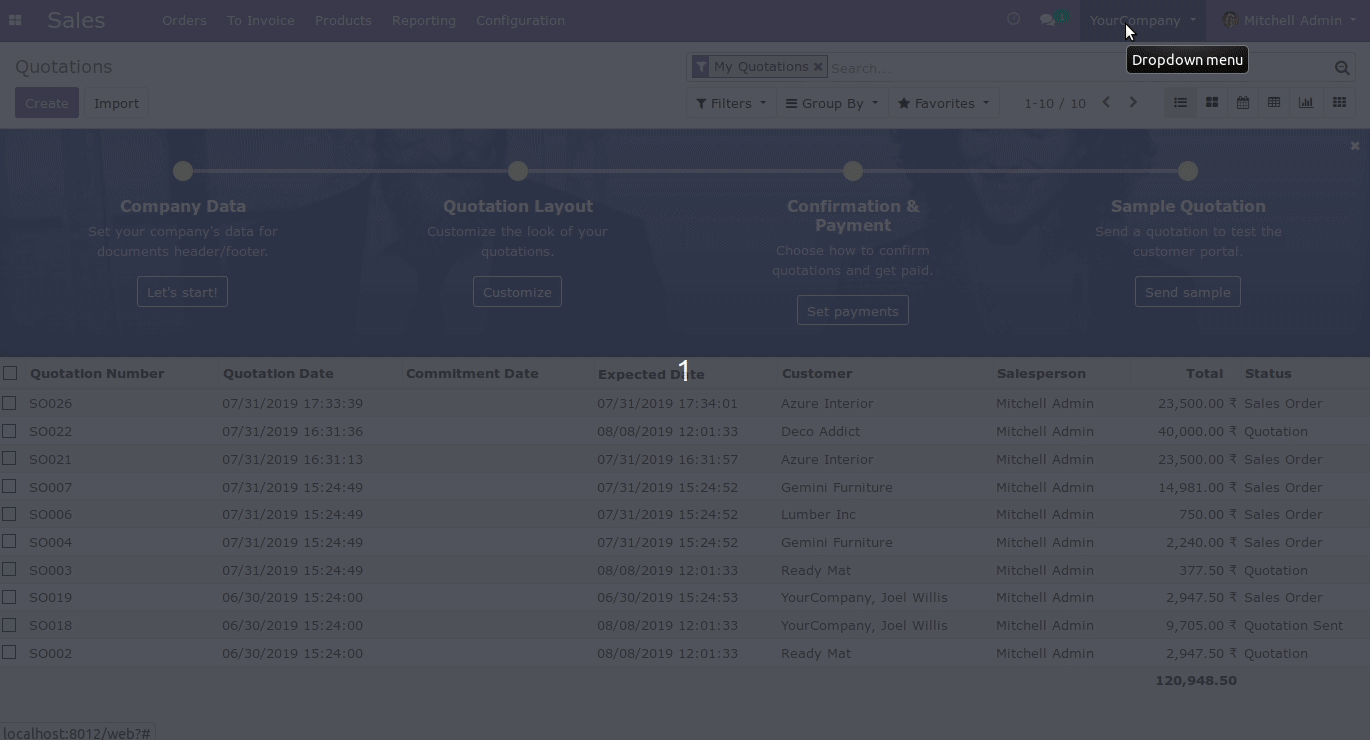 Sales Orders To Invoice Products Reporting Configuration 1 YourCompany Mitchell Admin
Dropdown menu
Quotations My Quotations Search...
Create Import Filters Group By Favorites 1-10 / 10
Company Data
Set your company's data for
documents header/footer.
Let's start!
Quotation Layout
Customize the look of your
quotations.
Customize
Confirmation &
Payment
Choose how to confirm
quotations and get paid.
Set payments
Sample Quotation
Send a quotation to test the
customer portal.
Send sample
1
Quotation Number Quotation Date Commitment Date Expected Date Customer Salesperson Total Status
SO026 07/31/2019 17:33:39 07/31/2019 17:34:01 Azure Interior Mitchell Admin 23,500.00 ₹ Sales Order
SO022 07/31/2019 16:31:36 08/08/2019 12:01:33 Deco Addict Mitchell Admin 40,000.00 ₹ Quotation
SO021 07/31/2019 16:31:13 07/31/2019 16:31:57 Azure Interior Mitchell Admin 23,500.00 ₹ Sales Order
SO007 07/31/2019 15:24:49 07/31/2019 15:24:52 Gemini Furniture Mitchell Admin 14,981.00 ₹ Sales Order
SO006 07/31/2019 15:24:49 07/31/2019 15:24:52 Lumber Inc Mitchell Admin 750.00 ₹ Sales Order
SO004 07/31/2019 15:24:49 07/31/2019 15:24:52 Gemini Furniture Mitchell Admin 2,240.00 ₹ Sales Order
SO003 07/31/2019 15:24:49 08/08/2019 12:01:33 Ready Mat Mitchell Admin 377.50 ₹ Quotation
SO019 06/30/2019 15:24:00 06/30/2019 15:24:53 YourCompany, Joel Willis Mitchell Admin 2,947.50 ₹ Sales Order
SO018 06/30/2019 15:24:00 08/08/2019 12:01:33 YourCompany, Joel Willis Mitchell Admin 9,705.00 ₹ Quotation Sent
SO002 06/30/2019 15:24:00 08/08/2019 12:01:33 Ready Mat Mitchell Admin 2,947.50 ₹ Quotation
120,948.50
localhost:8012/web?#